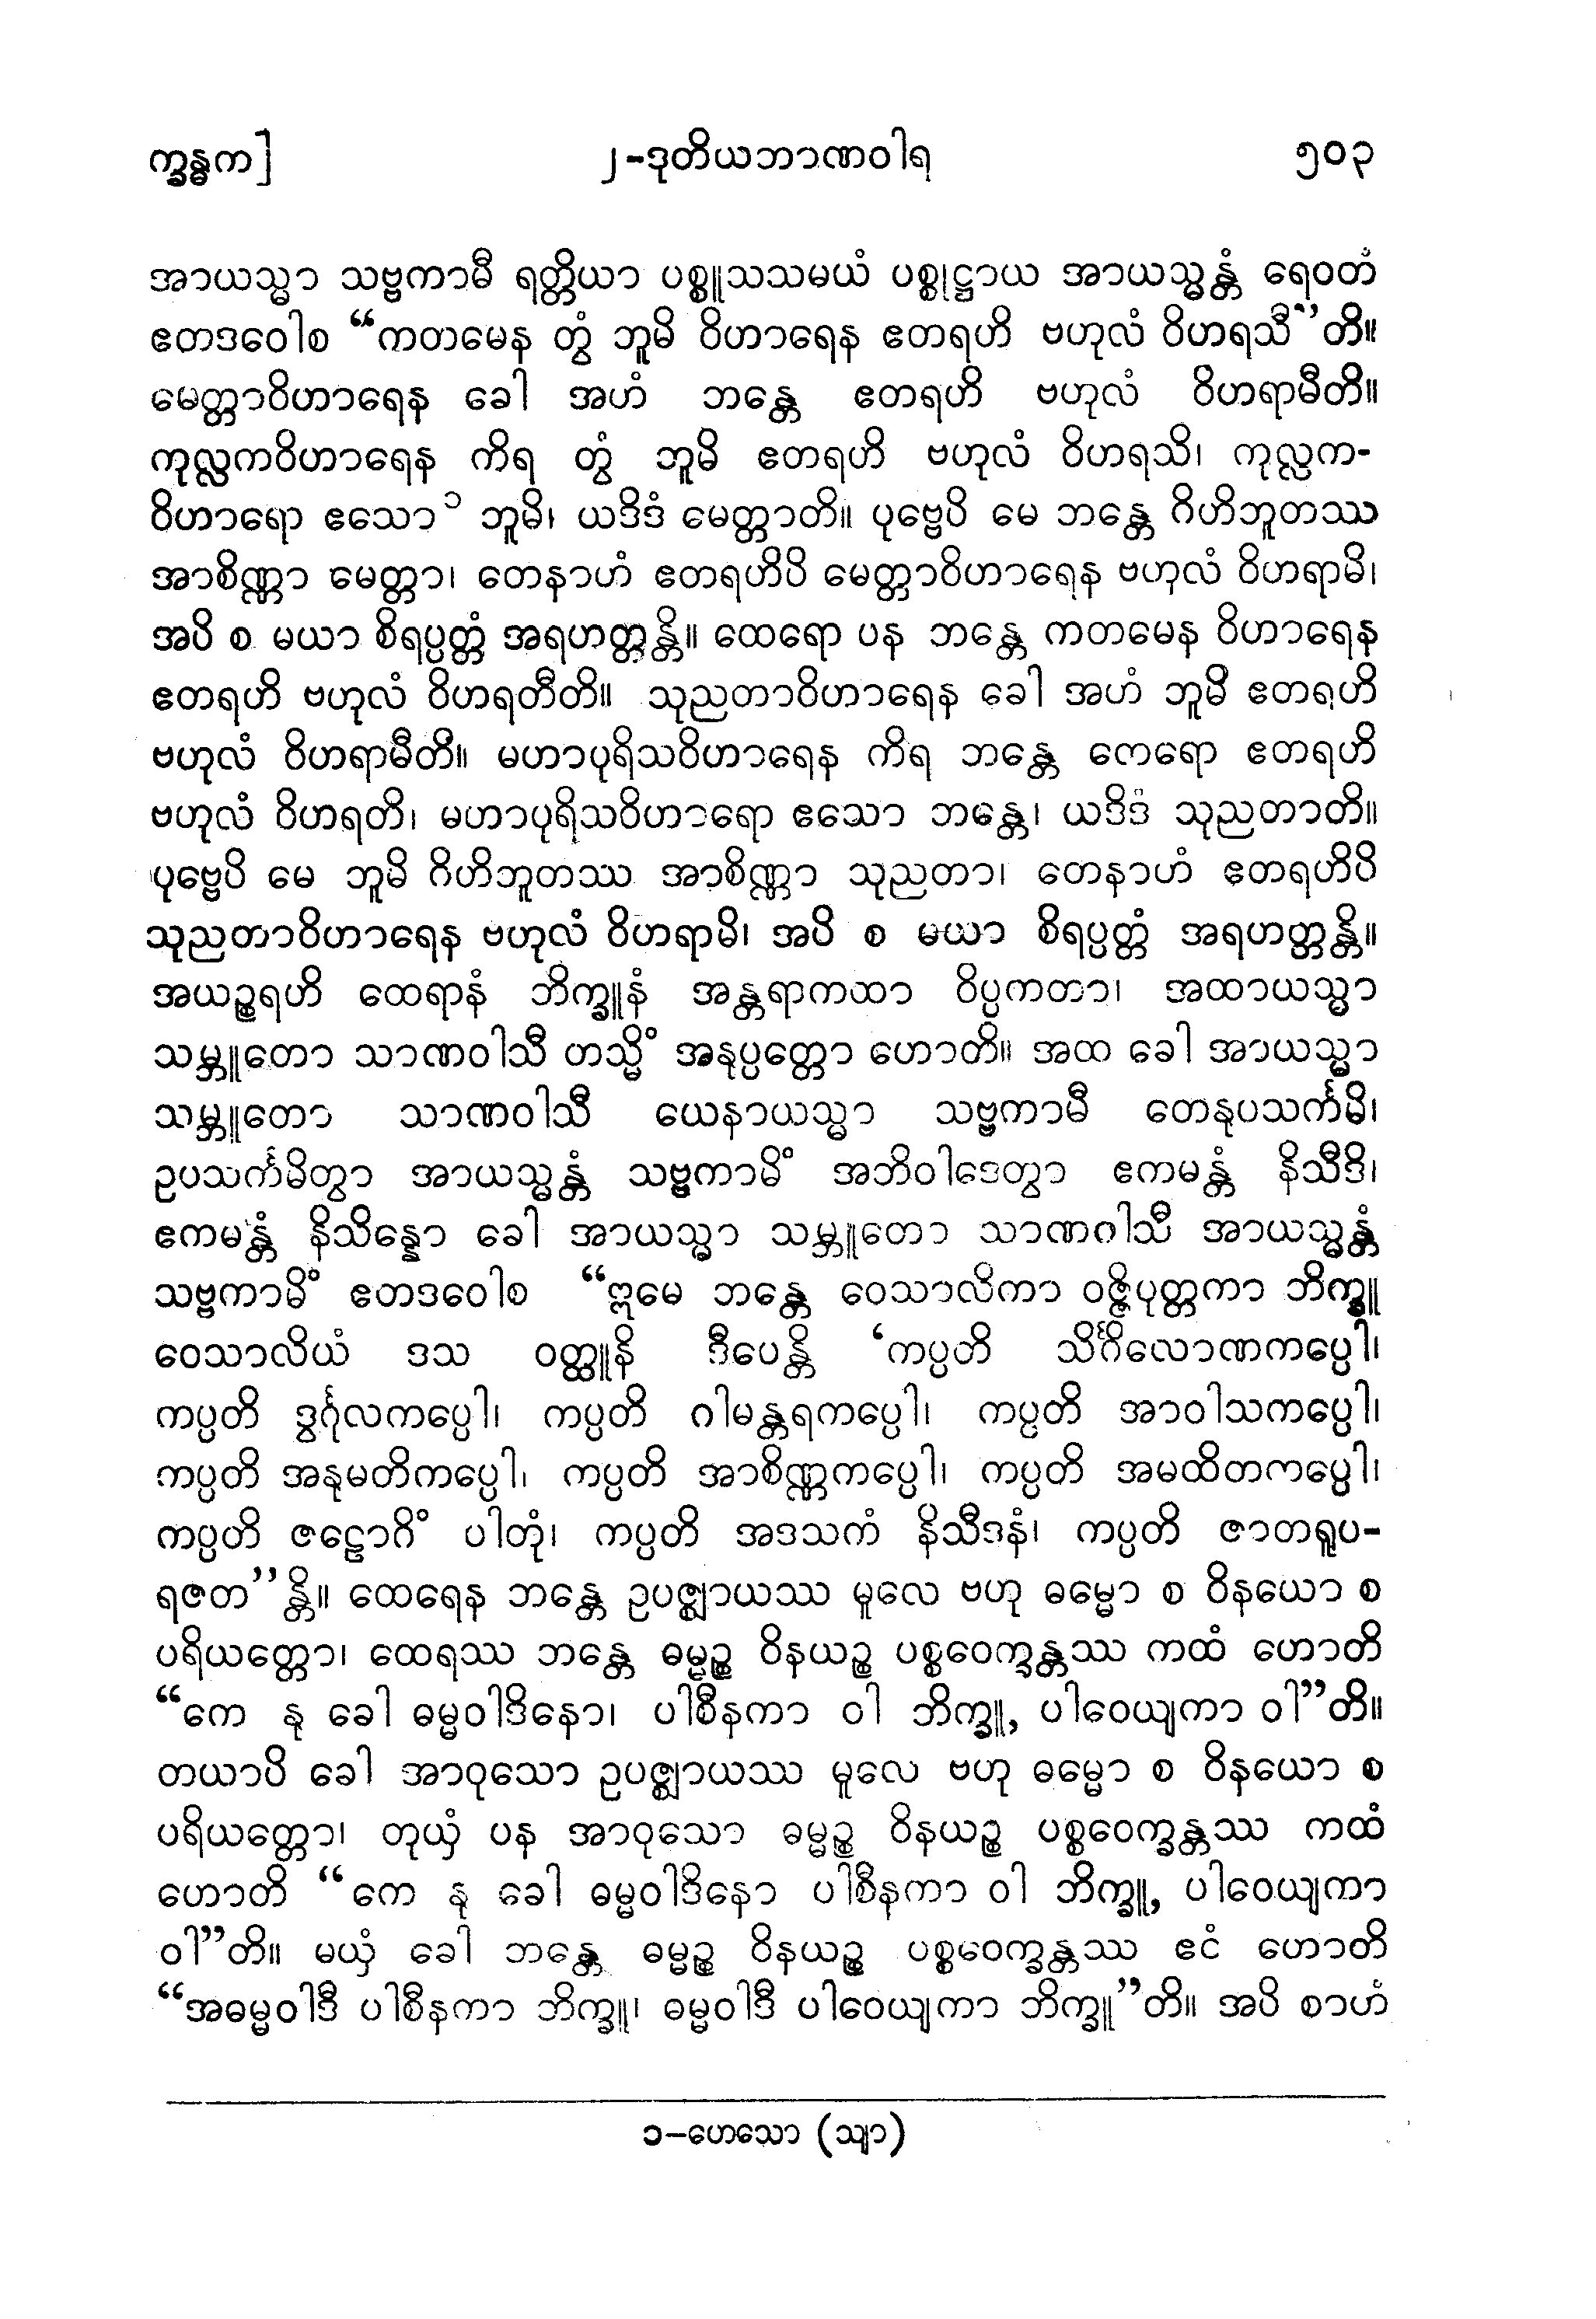 က္ခန္ဓက]
၂-ဒုတိယဘာဏဝါရ
၅၀၃
အာယသ္မာ သဗ္ဗကာမီ ရတ္တိယာ ပစ္စူသသမယံ ပစ္စုဋ္ဌာယ အာယသ္မန္တံ ရေဝတံ
ဧတဒဝေါစ “ကတမေန တွံ ဘူမိ ဝိဟာရေန ဧတရဟိ ဗဟုလံ ဝိဟရသီ”တိ။
မေတ္တာဝိဟာရေန ခေါ အဟံ ဘန္တေ ဧတရဟိ ဗဟုလံ ဝိဟရာမီတိ။
ကုလ္လကဝိဟာရေန ကိရ တွံ ဘူမိ ဧတရဟိ ဗဟုလံ ဝိဟရသိ၊ ကုလ္လက-
ဝိဟာရော ဧသော ၁ ဘူမိ၊ ယဒိဒံ မေတ္တာတိ။ ပုဗ္ဗေပိ မေ ဘန္တေ ဂိဟိဘူတဿ
အာစိဏ္ဏာ မေတ္တာ၊ တေနာဟံ ဧတရဟိပိ မေတ္တာဝိဟာရေန ဗဟုလံ ဝိဟရာမိ၊
အပိ စ မယာ စိရပ္ပတ္တံ အရဟတ္တန္တိ။ ထေရော ပန ဘန္တေ ကတမေန ဝိဟာရေန
ဧတရဟိ ဗဟုလံ ဝိဟရတီတိ။ သုညတာဝိဟာရေန ခေါ အဟံ ဘူမိ ဧတရဟိ
ဗဟုလံ ဝိဟရာမီတိ။ မဟာပုရိသဝိဟာရေန ကိရ ဘန္တေ ထေရော ဧတရဟိ
ဗဟုလံ ဝိဟရတိ၊ မဟာပုရိသဝိဟာရော ဧသော ဘန္တေ၊ ယဒိဒံ သုညတာတိ။
ပုဗ္ဗေပိ မေ ဘူမိ ဂိဟိဘူတဿ အာစိဏ္ဏာ သုညတာ၊ တေနာဟံ ဧတရဟိပိ
သုညတာဝိဟာရေန ဗဟုလံ ဝိဟရာမိ၊ အပိ စ မယာ စိရပ္ပတ္တံ အရဟတ္တန္တိ။
အယဉ္စရဟိ ထေရာနံ ဘိက္ခူနံ အန္တရာကထာ ဝိပ္ပကတာ၊ အထာယသ္မာ
သမ္ဘူတော သာဏဝါသီ တသ္မိံ အနုပ္ပတ္တော ဟောတိ။ အထ ခေါ အာယသ္မာ
သမ္ဘူတော သာဏဝါသီ ယေနာယသ္မာ သဗ္ဗကာမီ တေနုပသင်္ကမိ၊
ဥပသင်္ကမိတွာ အာယသ္မန္တံ သဗ္ဗကာမိံ အဘိဝါဒေတွာ ဧကမန္တံ နိသီဒိ၊
ဧကမန္တံ နိသိန္နော ခေါ အာယသ္မာ သမ္ဘူတော သာဏဝါသီ အာယသ္မန္တံ
သဗ္ဗကာမိံ ဧတဒဝေါစ “ဣမေ ဘန္တေ ဝေသာလိကာ ဝဇ္ဇိပုတ္တကာ ဘိက္ခူ
ဝေသာလိယံ ဒသ ဝတ္ထူနိ ဒီပေန္တိ ‘ကပ္ပတိ သိင်္ဂိလောဏကပ္ပေါ၊
ကပ္ပတိ ဒွင်္ဂုလကပ္ပေါ၊ ကပ္ပတိ ဂါမန္တရကပ္ပေါ၊ ကပ္ပတိ အာဝါသကပ္ပေါ၊
ကပ္ပတိ အနုမတိကပ္ပေါ၊ ကပ္ပတိ အာစိဏ္ဏကပ္ပေါ၊ ကပ္ပတိ အမထိတကပ္ပေါ၊
ကပ္ပတိ ဇဠောဂိံ ပါတုံ၊ ကပ္ပတိ အဒသကံ နိသီဒနံ၊ ကပ္ပတိ ဇာတရူပ-
ရဇတ”န္တိ။ ထေရေန ဘန္တေ ဥပဇ္ဈာယဿ မူလေ ဗဟု ဓမ္မော စ ဝိနယော စ
ပရိယတ္တော၊ ထေရဿ ဘန္တေ ဓမ္မဉ္စ ဝိနယဉ္စ ပစ္စဝေက္ခန္တဿ ကထံ ဟောတိ
“ကေ နု ခေါ ဓမ္မဝါဒိနော၊ ပါစီနကာ ဝါ ဘိက္ခူ, ပါဝေယျကာ ဝါ”တိ။
တယာပိ ခေါ အာဝုသော ဥပဇ္ဈာယဿ မူလေ ဗဟု ဓမ္မော စ ဝိနယော စ
ပရိယတ္တော၊ တုယှံ ပန အာဝုသော ဓမ္မဉ္စ ဝိနယဉ္စ ပစ္စဝေက္ခန္တဿ ကထံ
ဟောတိ “ကေ နု ခေါ ဓမ္မဝါဒိနော ပါစီနကာ ဝါ ဘိက္ခူ, ပါဝေယျကာ
ဝါ”တိ။ မယှံ ခေါ ဘန္တေ ဓမ္မဉ္စ ဝိနယဉ္စ ပစ္စဝေက္ခန္တဿ ဧဝံ ဟောတိ
“အဓမ္မဝါဒီ ပါစီနကာ ဘိက္ခူ၊ ဓမ္မဝါဒီ ပါဝေယျကာ ဘိက္ခူ”တိ။ အပိ စာဟံ
၁-ဟေသော (သျာ)